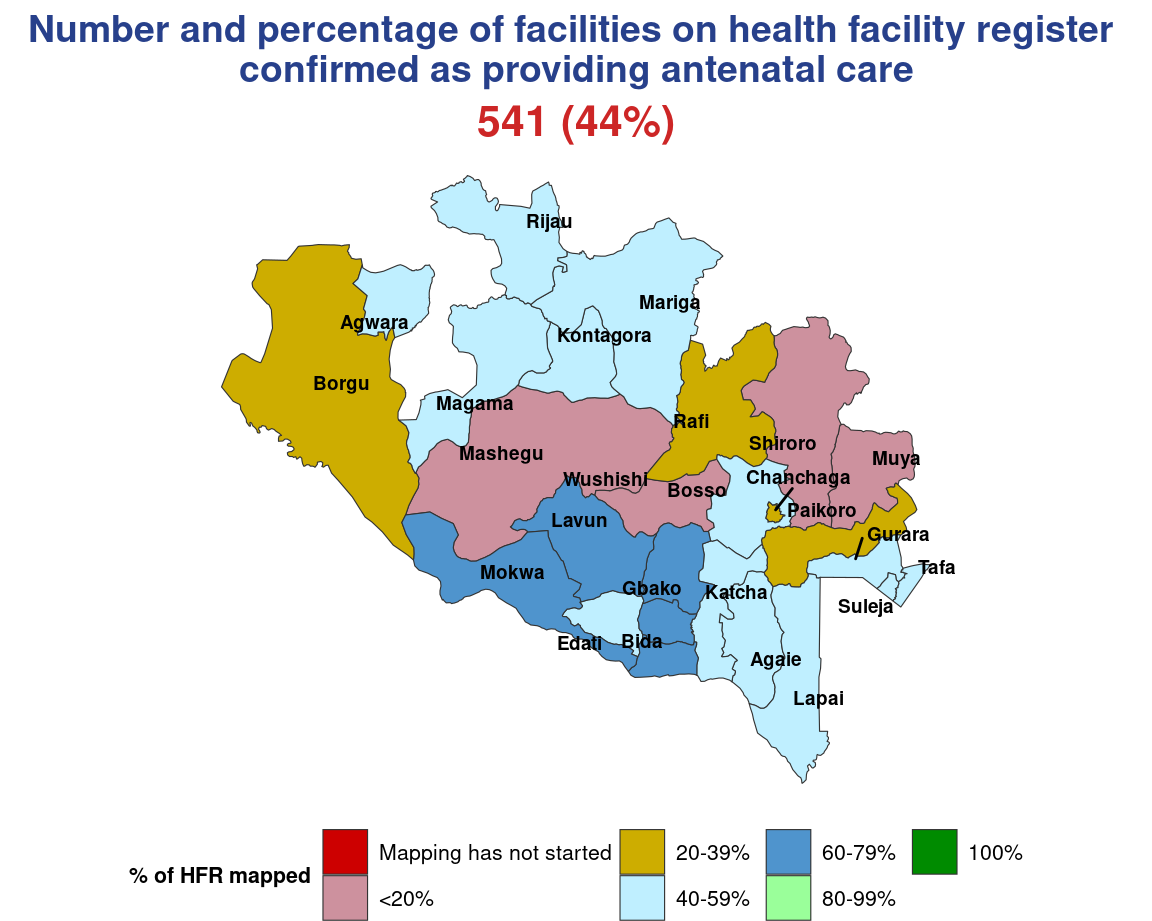 Number and percentage of facilities on health facility register
confirmed as providing antenatal care
541 (44%)
Rijau
Mariga
Agwara
Kontagora
Borgu
Magama
Rafi
Shiroro
Mashegu
Muya
Wushishi
Chanchaga
Bosso
Paikoro
Lavun
Gurara
Tafa
Mokwa
Gbako
Katcha
Suleja
Edati
Bida
Agaie
Lapai
% of HFR mapped
Mapping has not started
<20%
20-39%
40-59%
60-79%
80-99%
100%